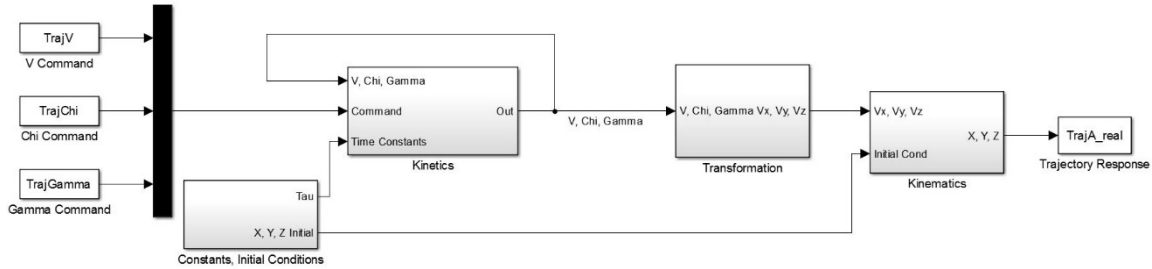 TrajV
V Command
TrajChi
Chi Command
TrajGamma
Gamma Command
Tau
X, Y, Z Initial
Constants, Initial Conditions
V, Chi, Gamma
Command
Time Constants
Out
Kinetics
V, Chi, Gamma
V, Chi, Gamma Vx, Vy, Vz
Transformation
Vx, Vy, Vz
Initial Cond
X, Y, Z
Kinematics
TrajA_real
Trajectory Response